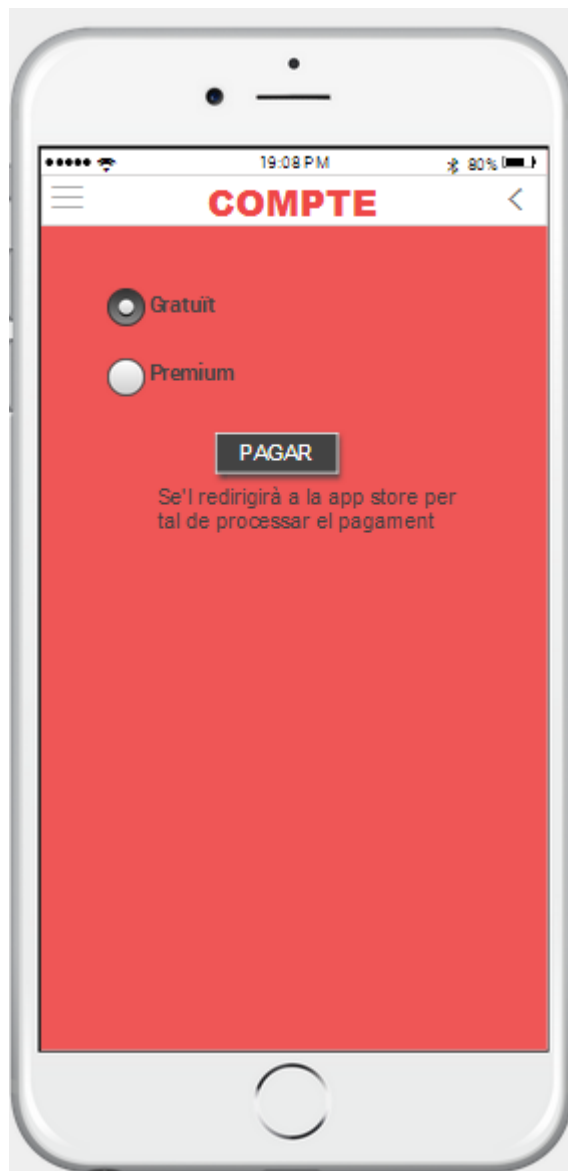 19:08 PM
80%
COMPTE
Gratuït
Premium
PAGAR
Se'l redirigirà a la app store per
tal de processar el pagament